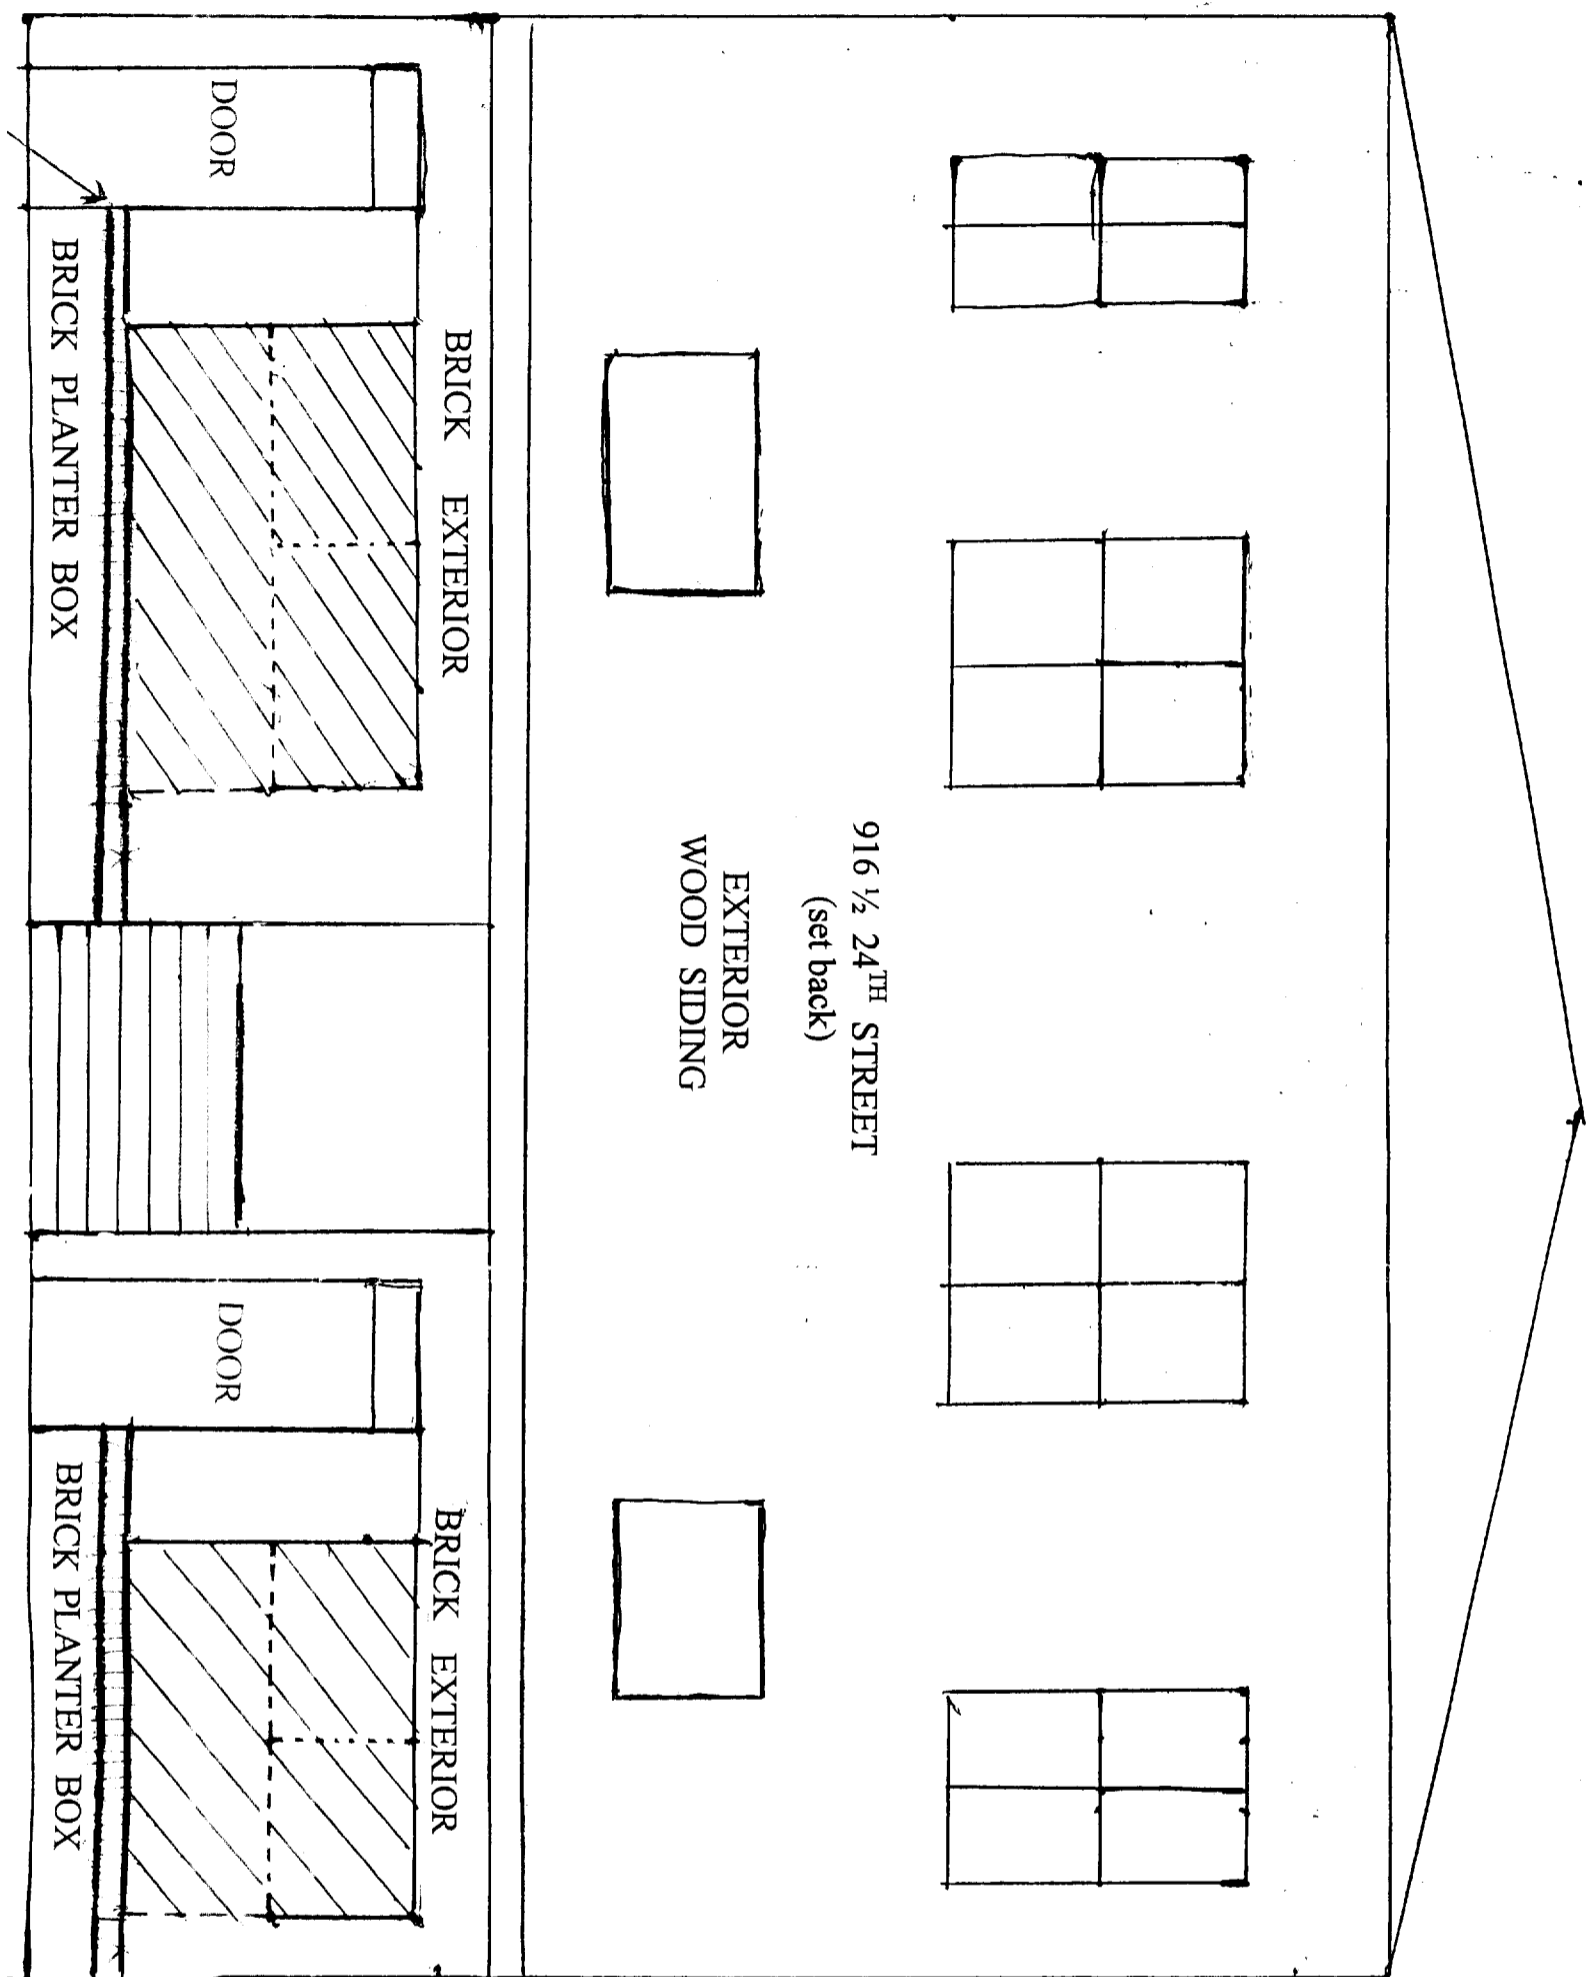 916 ½ 24TH STREET
(set back)
EXTERIOR
WOOD SIDING
BRICK EXTERIOR
BRICK EXTERIOR
DOOR
DOOR
BRICK PLANTER BOX
BRICK PLANTER BOX